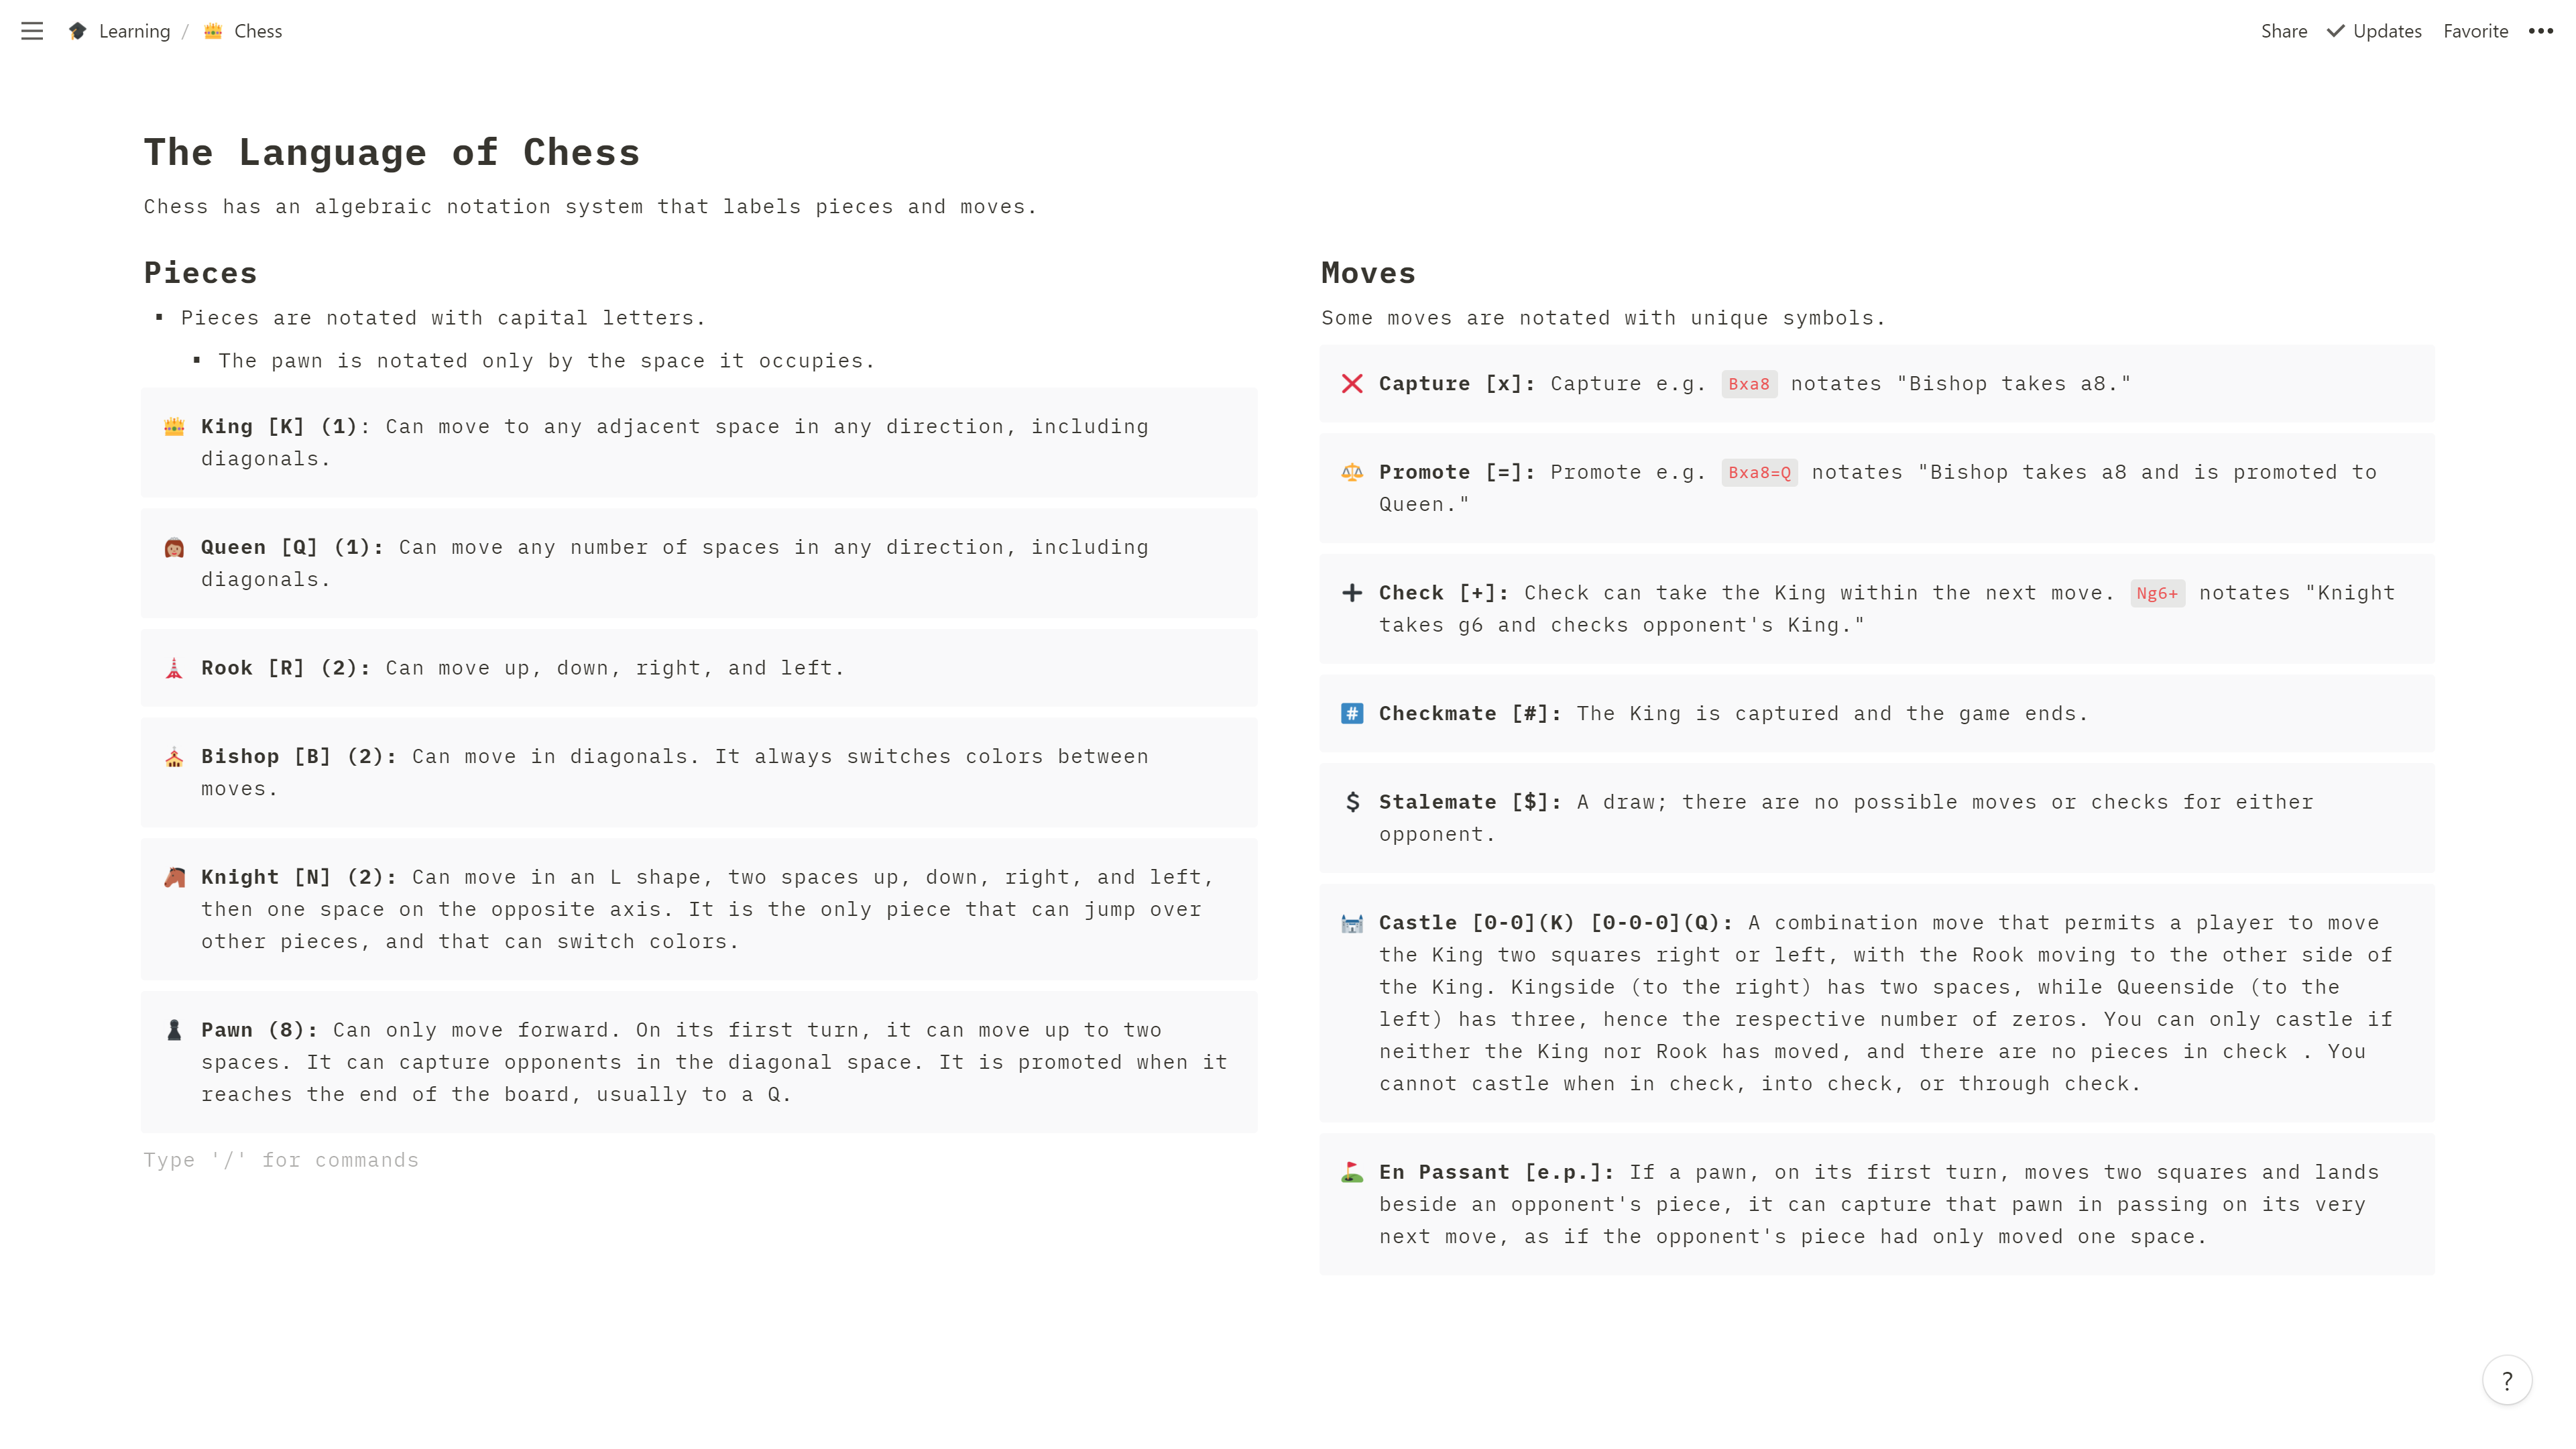 Learning / Chess
Share Updates Favorite
The Language of Chess
Chess has an algebraic notation system that labels pieces and moves.
Pieces
Pieces are notated with capital letters.
The pawn is notated only by the space it occupies.
King [K] (1): Can move to any adjacent space in any direction, including
diagonals.
Queen [Q] (1): Can move any number of spaces in any direction, including
diagonals.
Rook [R] (2): Can move up, down, right, and left.
Bishop [B] (2): Can move in diagonals. It always switches colors between
moves.
Knight [N] (2): Can move in an L shape, two spaces up, down, right, and left,
then one space on the opposite axis. It is the only piece that can jump over
other pieces, and that can switch colors.
Pawn (8): Can only move forward. On its first turn, it can move up to two
spaces. It can capture opponents in the diagonal space. It is promoted when it
reaches the end of the board, usually to a Q.
Type '/' for commands
Moves
Some moves are notated with unique symbols.
Capture [x]: Capture e.g. Bxa8 notates "Bishop takes a8."
Promote [=]: Promote e.g. Bxa8=Q notates "Bishop takes a8 and is promoted to
Queen."
Check [+]: Check can take the King within the next move. Ng6+ notates "Knight
takes g6 and checks opponent's King."
# Checkmate [#]: The King is captured and the game ends.
$ Stalemate [$]: A draw; there are no possible moves or checks for either
opponent.
Castle [0-0](K) [0-0-0](Q): A combination move that permits a player to move
the King two squares right or left, with the Rook moving to the other side of
the King. Kingside (to the right) has two spaces, while Queenside (to the
left) has three, hence the respective number of zeros. You can only castle if
neither the King nor Rook has moved, and there are no pieces in check . You
cannot castle when in check, into check, or through check.
En Passant [e.p.]: If a pawn, on its first turn, moves two squares and lands
beside an opponent's piece, it can capture that pawn in passing on its very
next move, as if the opponent's piece had only moved one space.
?